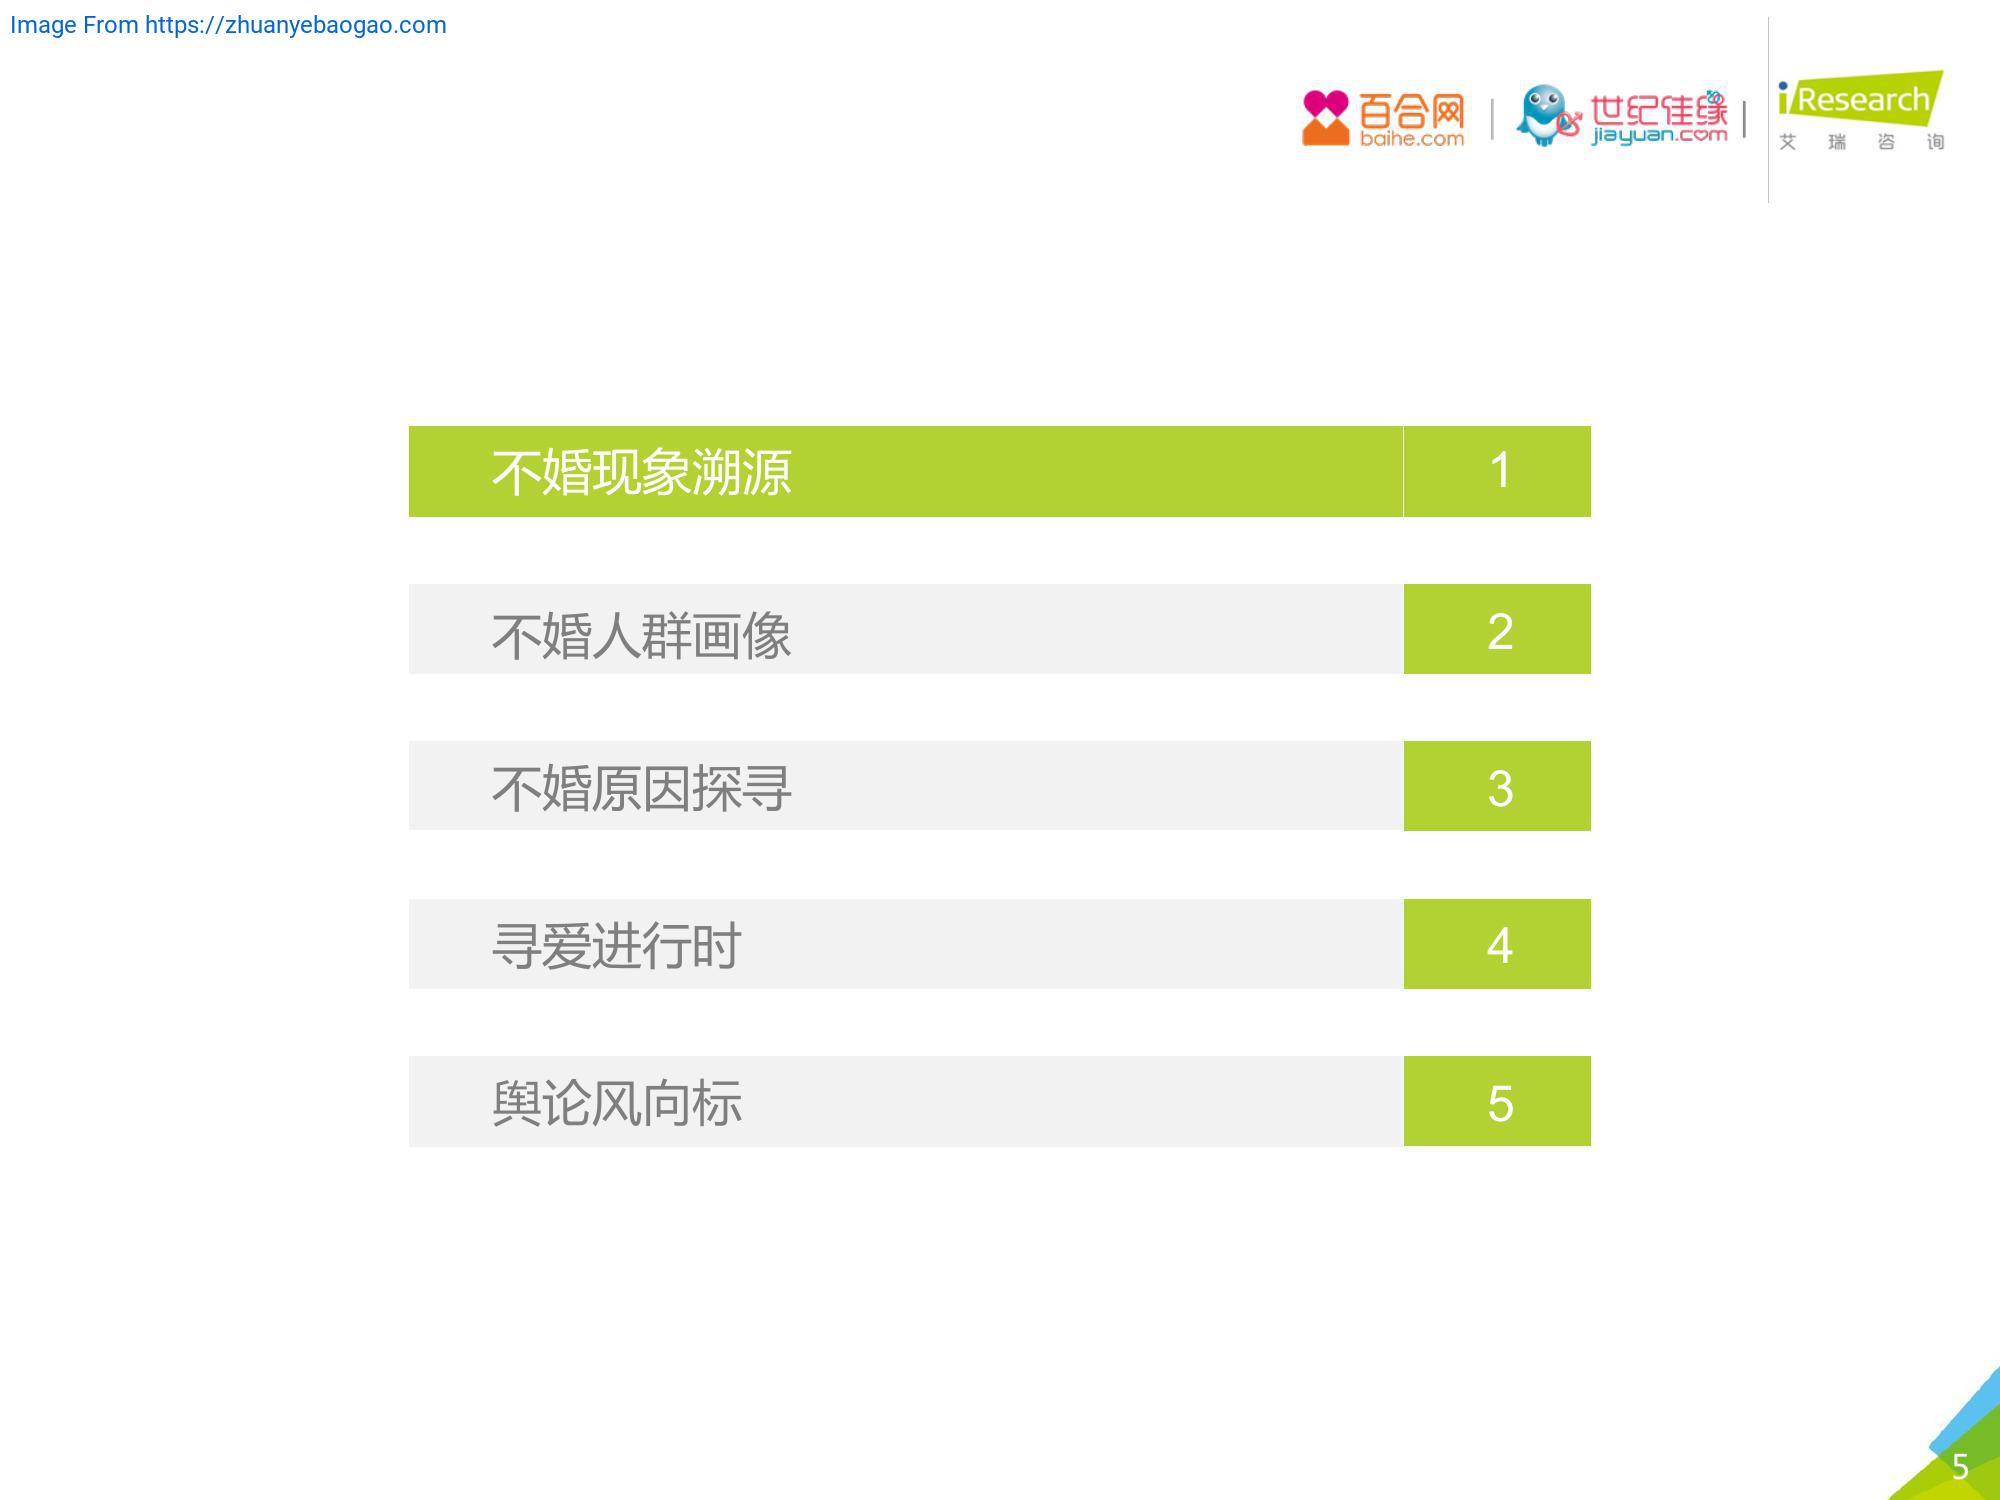 Image From https://zhuanyebaogao.com
百合网
baihe.com
世纪佳缘
jiayuan.com
iResearch
艾瑞咨询
不婚现象溯源 1
不婚人群画像 2
不婚原因探寻 3
寻爱进行时 4
舆论风向标 5
5